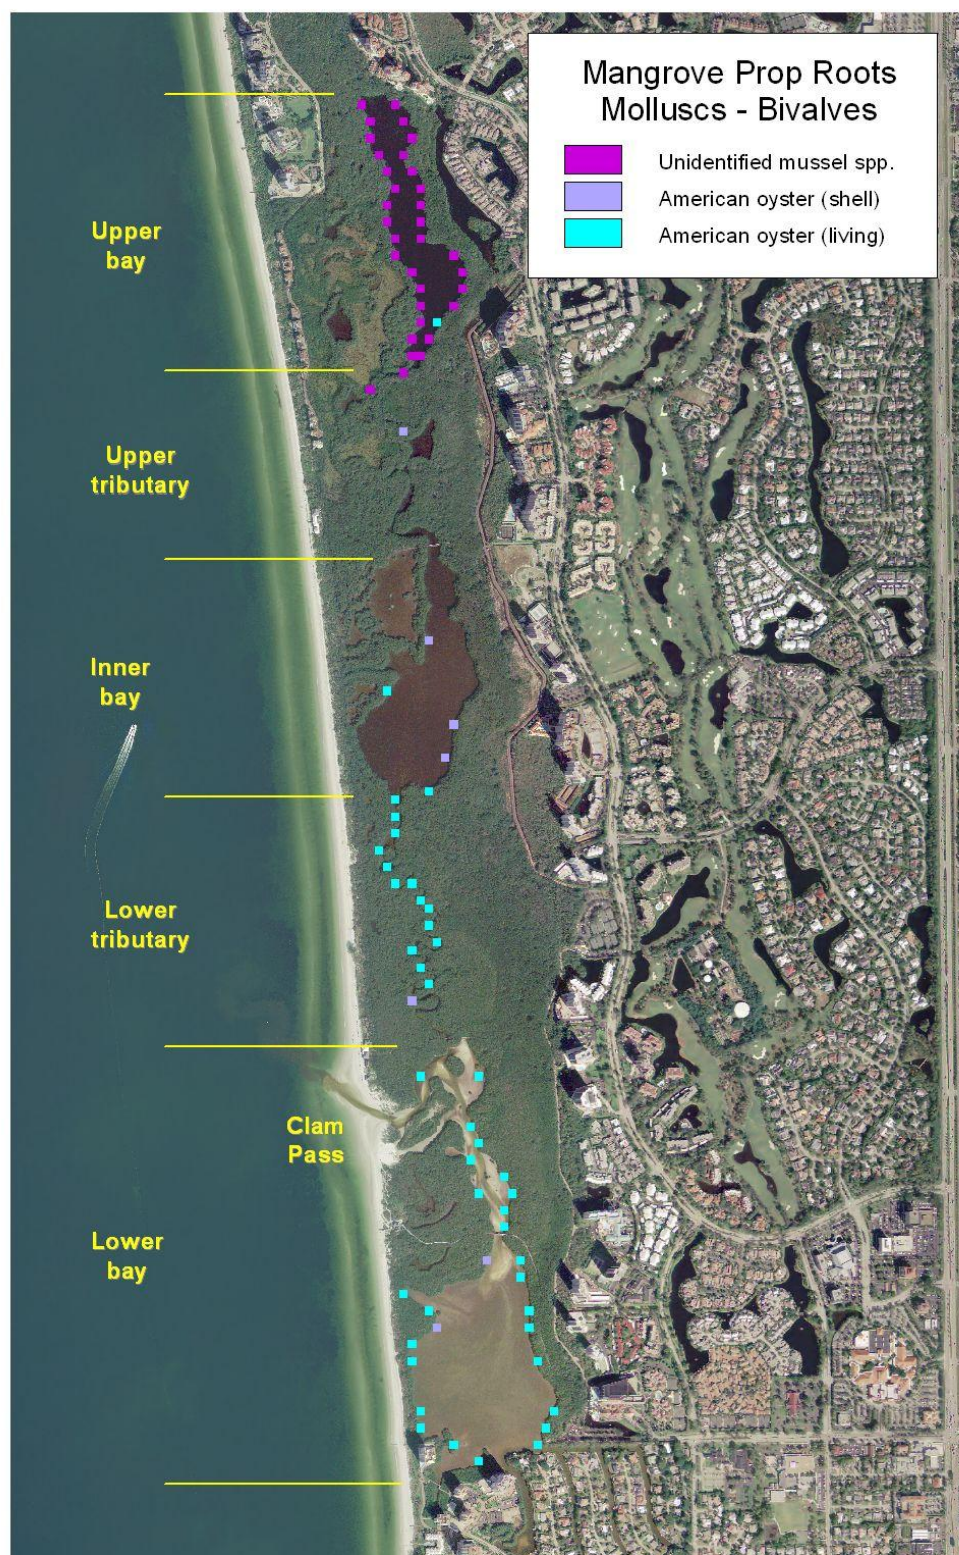 Mangrove Prop Roots
Molluscs - Bivalves
Unidentified mussel spp.
American oyster (shell)
American oyster (living)
Upper
bay
Upper
tributary
Inner
bay
Lower
tributary
Clam
Pass
Lower
bay